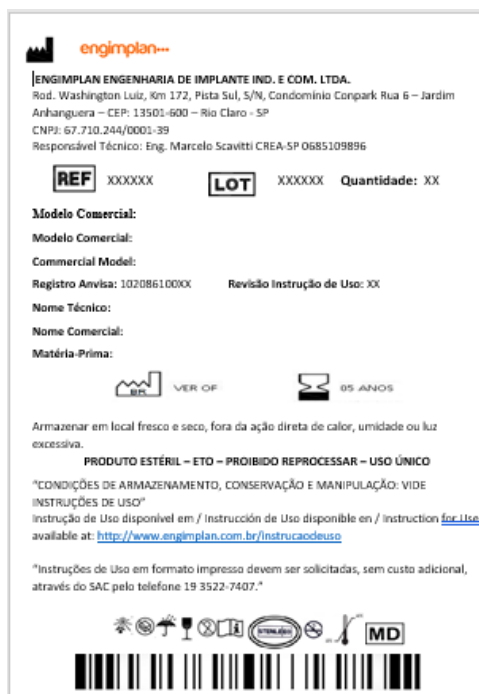 engimplan
ENGIMPLAN ENGENHARIA DE IMPLANTE IND. E COM. LTDA.
Rod. Washington Luiz, Km 172, Pista Sul, S/N, Condomínio Conpark Rua 6 – Jardim
Anhanguera – CEP: 13501-600 – Rio Claro - SP
CNPJ: 67.710.244/0001-39
Responsável Técnico: Eng. Marcelo Scavitti CREA-SP 0685109896
REF XXXXXX LOT XXXXXX Quantidade: XX
Modelo Comercial:
Modelo Comercial:
Commercial Model:
Registro Anvisa: 102086100XX Revisão Instrução de Uso: XX
Nome Técnico:
Nome Comercial:
Matéria-Prima:
BR VER OF 05 ANOS
Armazenar em local fresco e seco, fora da ação direta de calor, umidade ou luz
excessiva.
PRODUTO ESTÉRIL – ETO – PROIBIDO REPROCESSAR – USO ÚNICO
"CONDIÇÕES DE ARMAZENAMENTO, CONSERVAÇÃO E MANIPULAÇÃO: VIDE
INSTRUÇÕES DE USO"
Instrução de Uso disponível em / Instrucción de Uso disponible en / Instruction for Use
available at: http://www.engimplan.com.br/instrucaodeuso
"Instruções de Uso em formato impresso devem ser solicitadas, sem custo adicional,
através do SAC pelo telefone 19 3522-7407."
MD